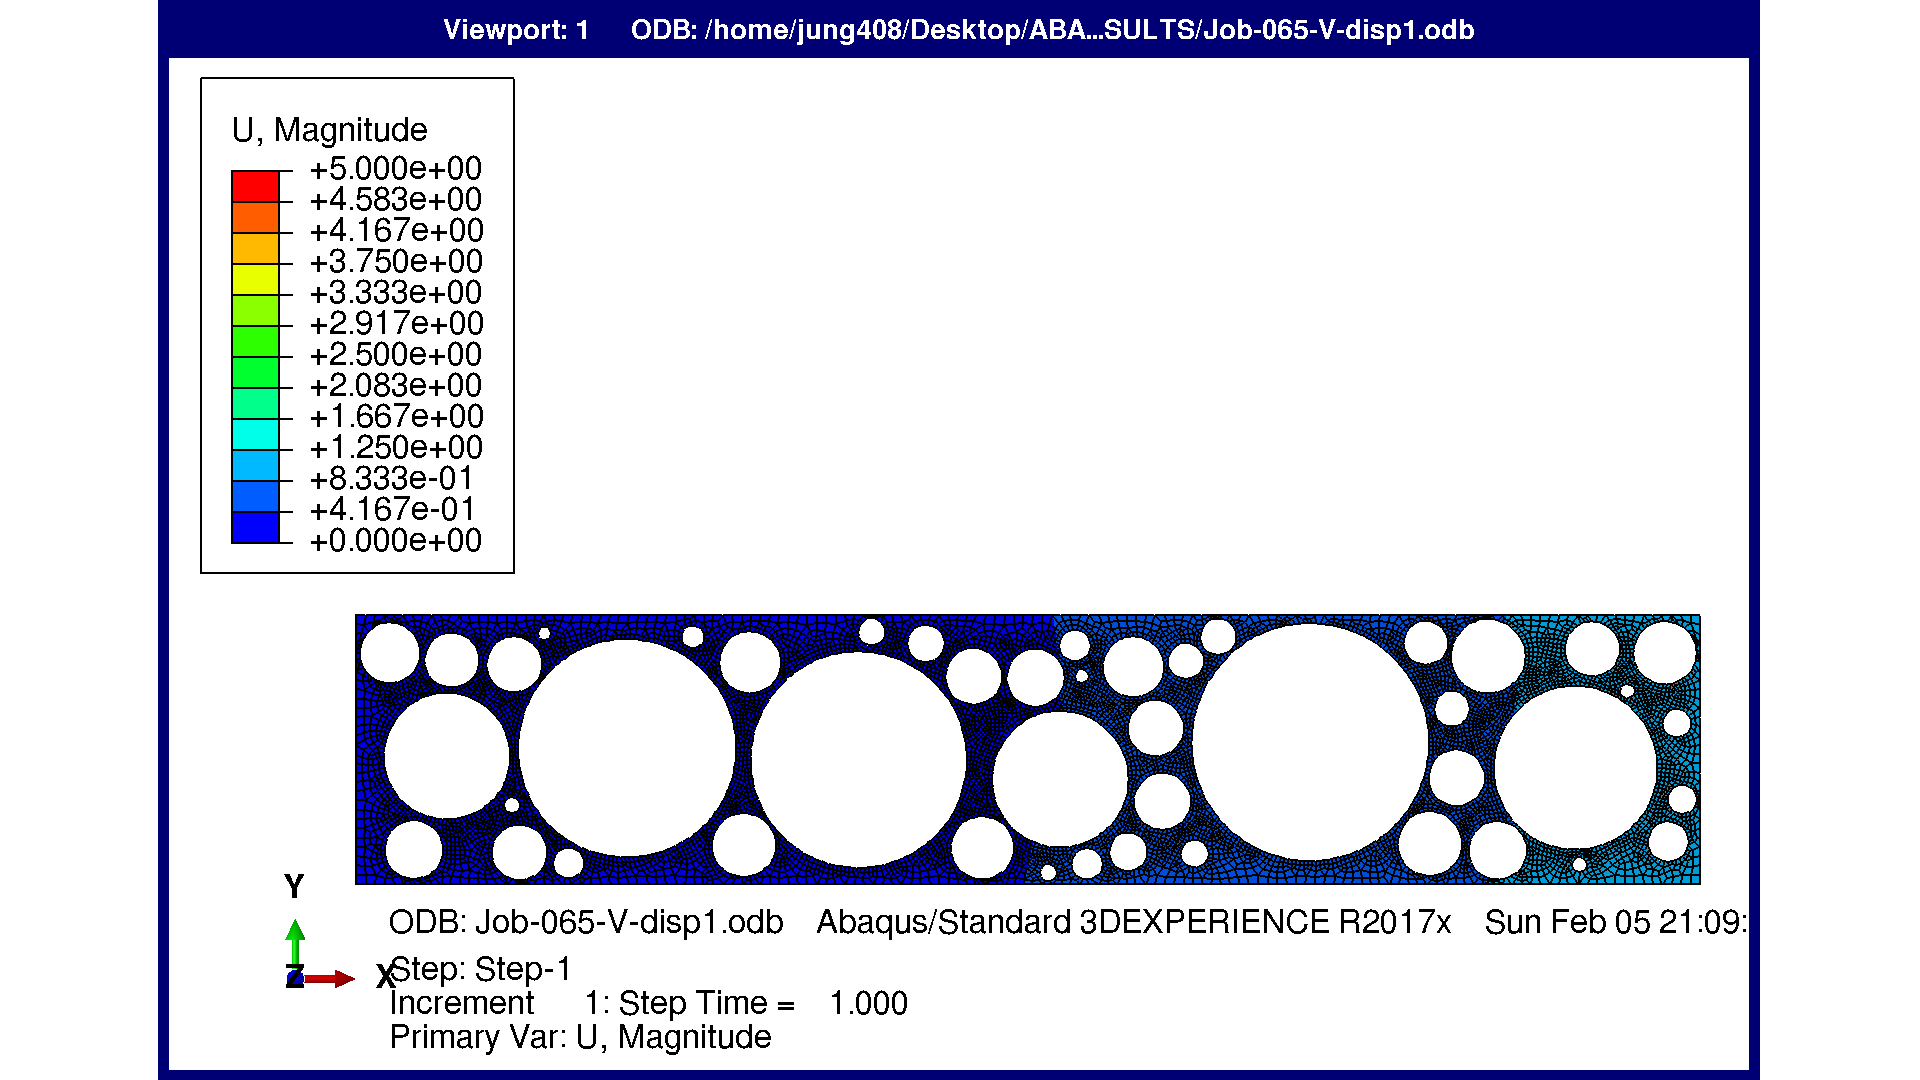 Viewport: 1 ODB: /home/jung408/Desktop/ABA...SULTS/Job-065-V-disp1.odb
U, Magnitude
+5.000e+00
+4.583e+00
+4.167e+00
+3.750e+00
+3.333e+00
+2.917e+00
+2.500e+00
+2.083e+00
+1.667e+00
+1.250e+00
+8.333e-01
+4.167e-01
+0.000e+00
Y
Z
X
ODB: Job-065-V-disp1.odb Abaqus/Standard 3DEXPERIENCE R2017x Sun Feb 05 21:09:
Step: Step-1
Increment 1: Step Time = 1.000
Primary Var: U, Magnitude